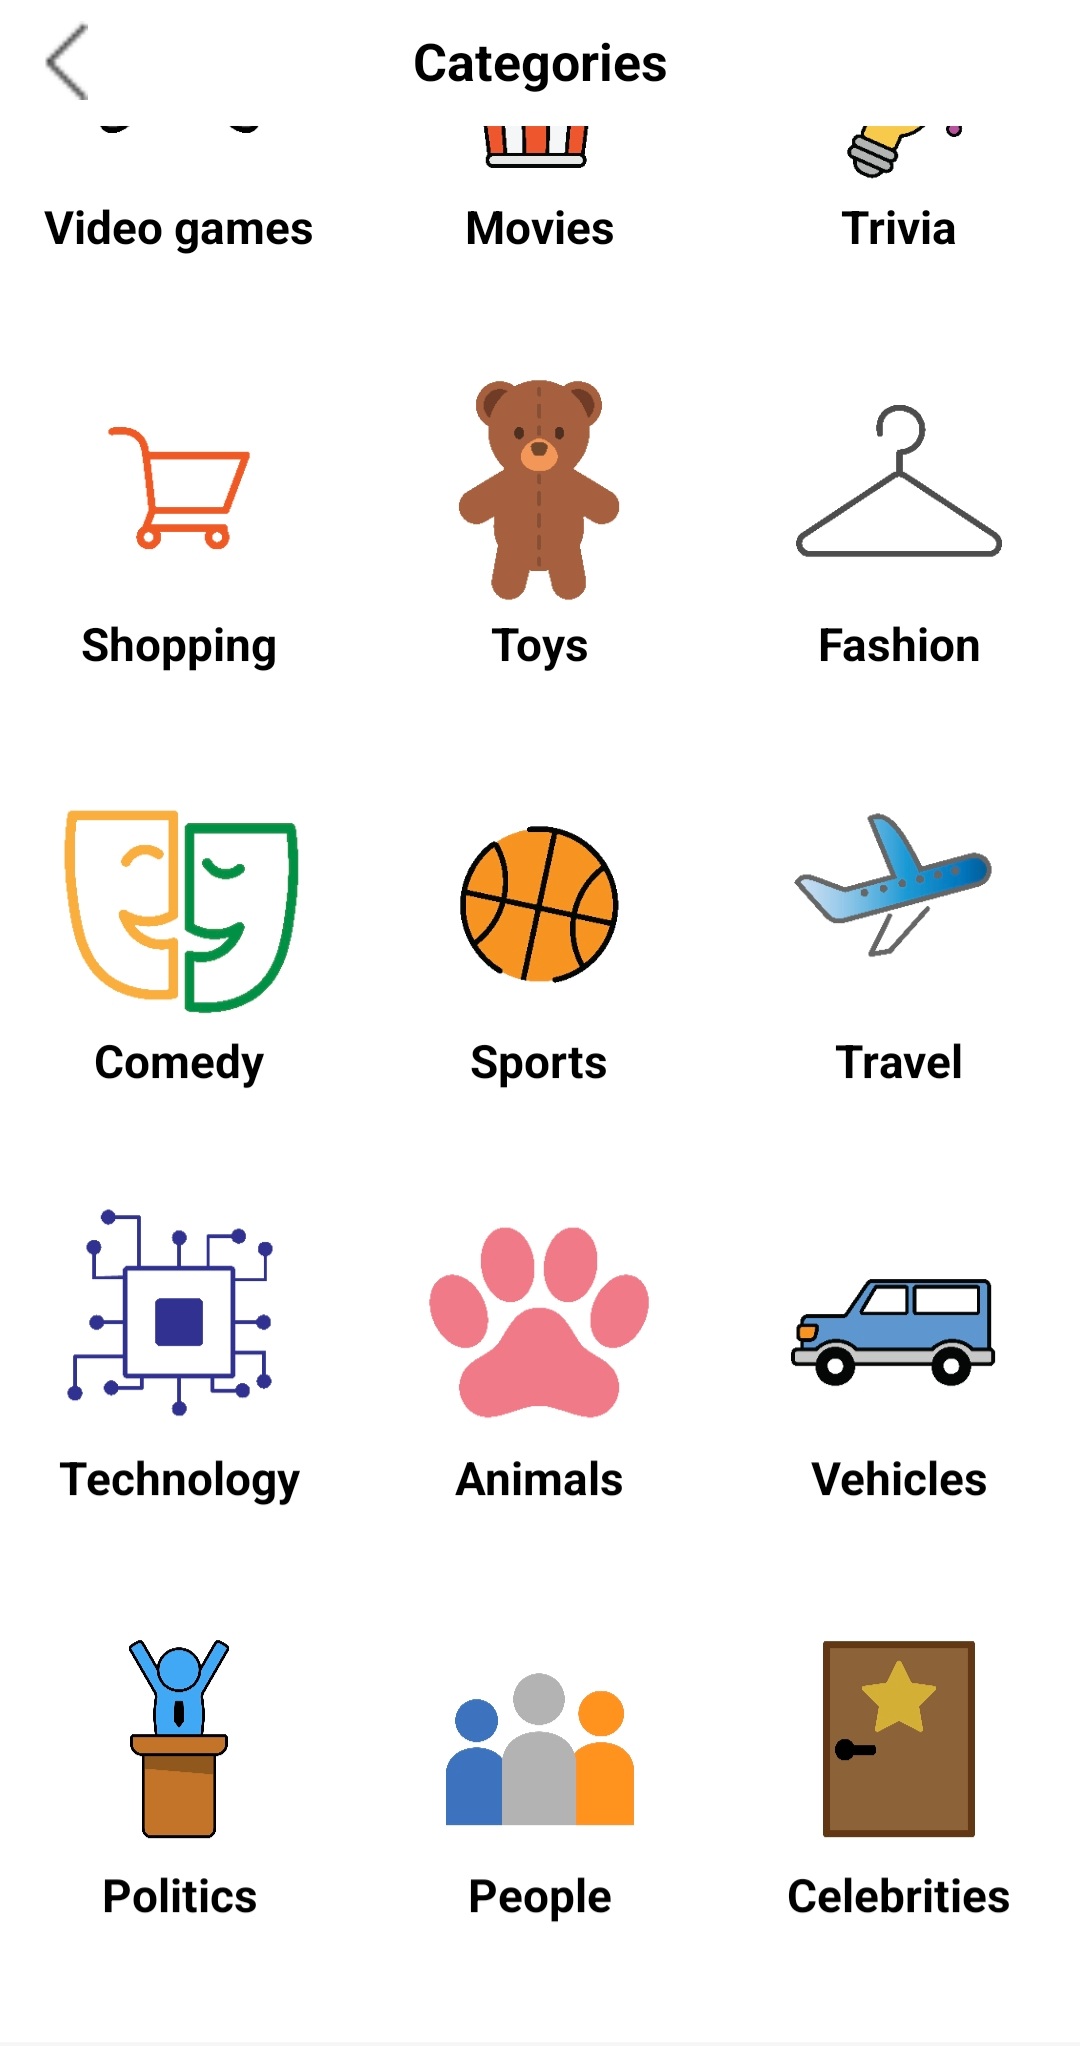 Categories
Video games
Movies
Trivia
Shopping
Toys
Fashion
Comedy
Sports
Travel
Technology
Animals
Vehicles
Politics
People
Celebrities